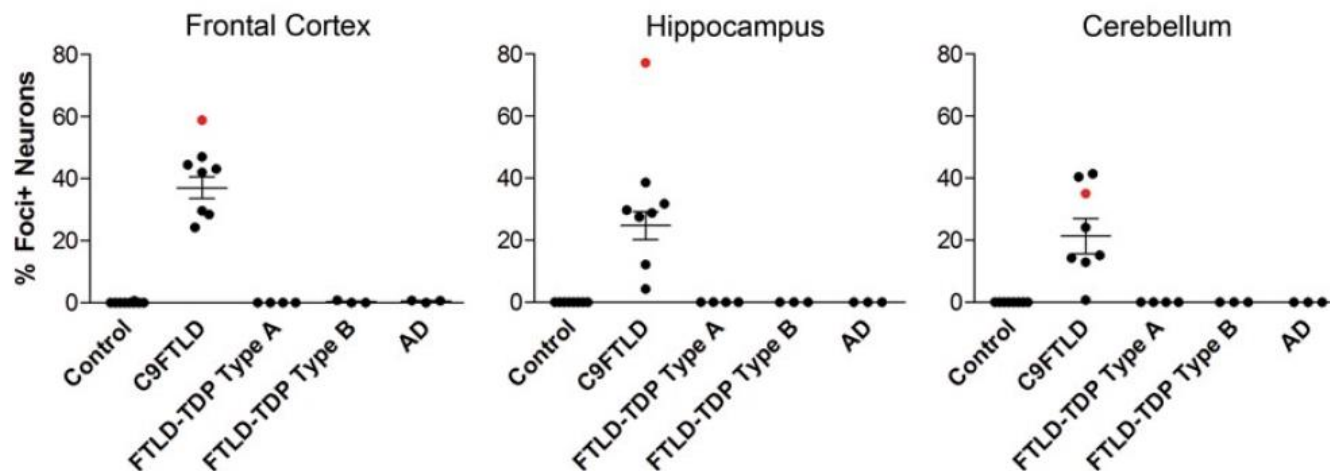 Frontal Cortex
% Foci+ Neurons
80
60
40
20
0
Control
C9FTLD
FTLD-TDP Type A
FTLD-TDP Type B
AD
Hippocampus
80
60
40
20
0
Control
C9FTLD
FTLD-TDP Type A
FTLD-TDP Type B
AD
Cerebellum
80
60
40
20
0
Control
C9FTLD
FTLD-TDP Type A
FTLD-TDP Type B
AD